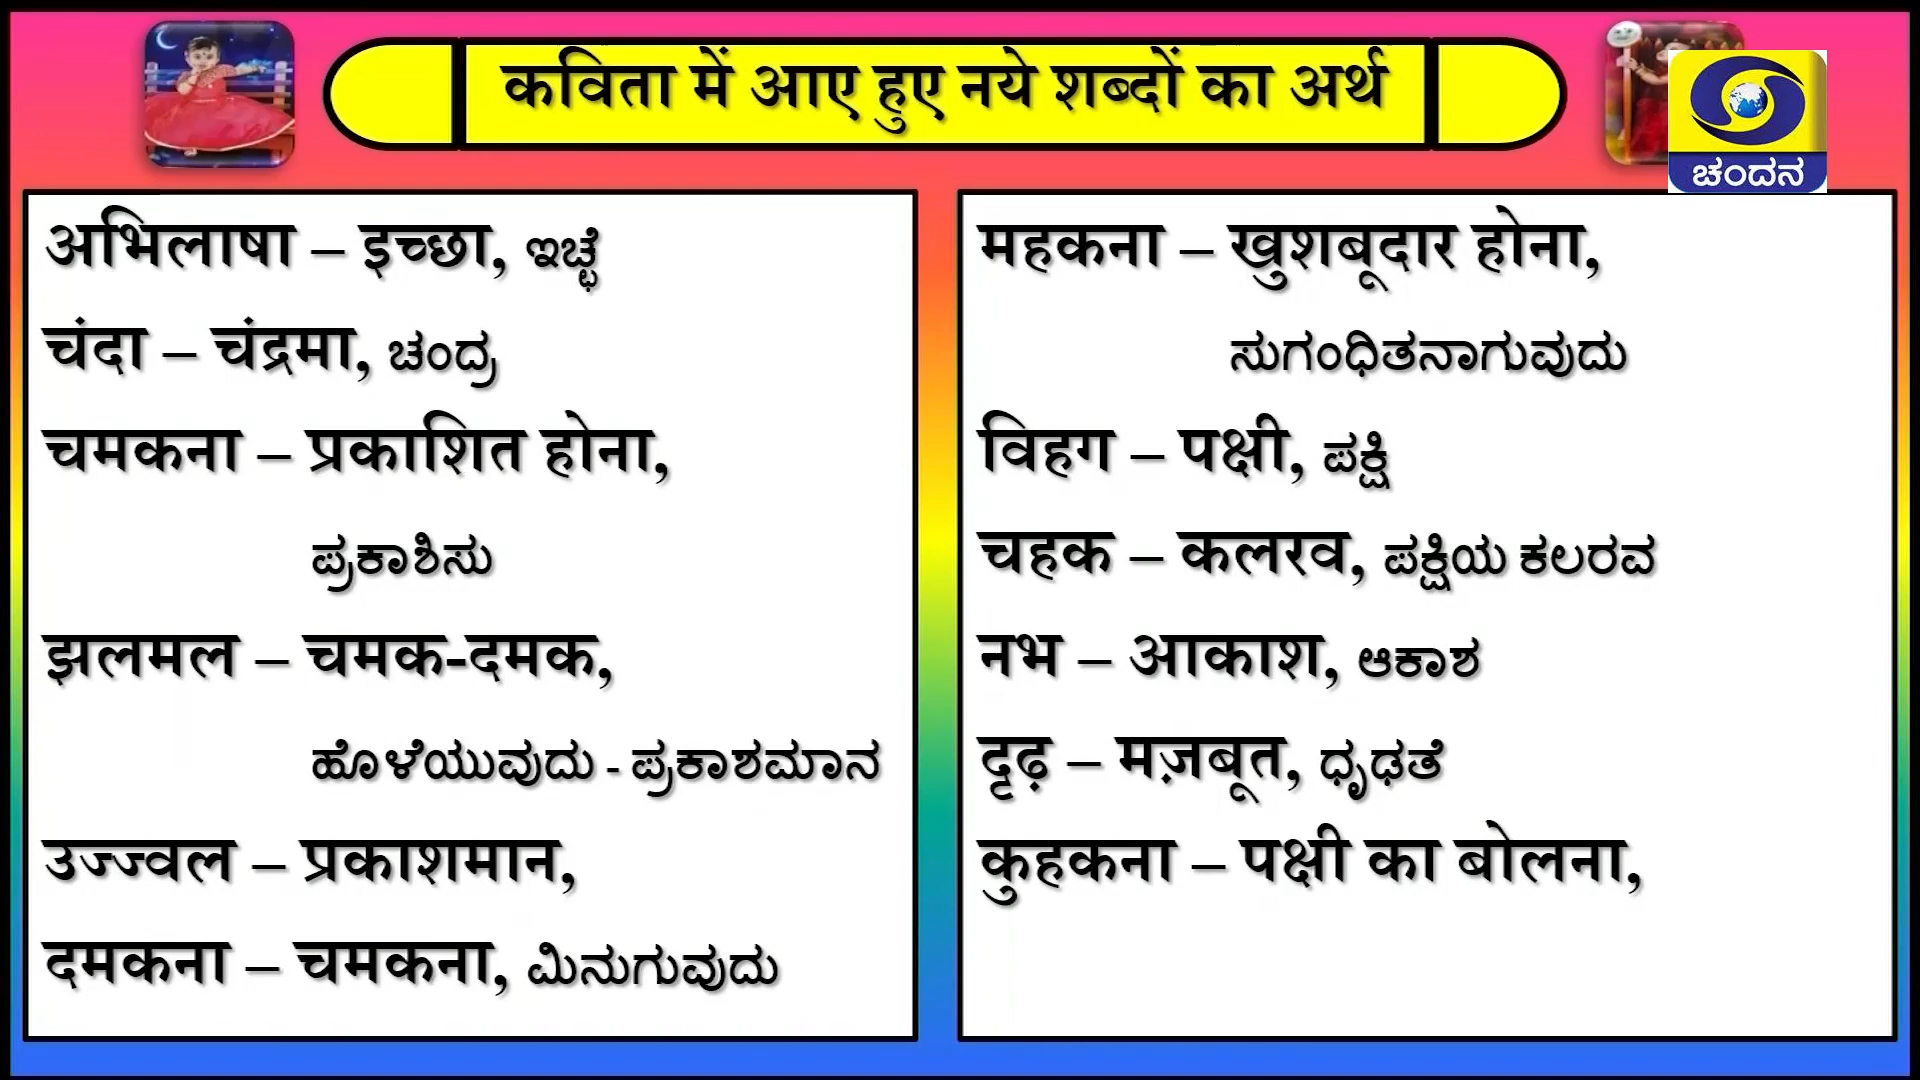 कविता में आए हुए नये शब्दों का अर्थ
ಚಂದನ
अभिलाषा – इच्छा, ಇಚ್ಛೆ
चंदा – चंद्रमा, ಚಂದ್ರ
चमकना – प्रकाशित होना,
ಪ್ರಕಾಶಿಸು
झलमल – चमक-दमक,
ಹೊಳೆಯುವುದು - ಪ್ರಕಾಶಮಾನ
उज्ज्वल – प्रकाशमान,
दमकना – चमकना, ಮಿನುಗುವುದು
महकना – खुशबूदार होना,
ಸುಗಂಧಿತನಾಗುವುದು
विहग – पक्षी, ಪಕ್ಷಿ
चहक – कलरव, ಪಕ್ಷಿಯ ಕಲರವ
नभ – आकाश, ಆಕಾಶ
दृढ़ – मज़बूत, ಧೃಢತೆ
कुहकना – पक्षी का बोलना,